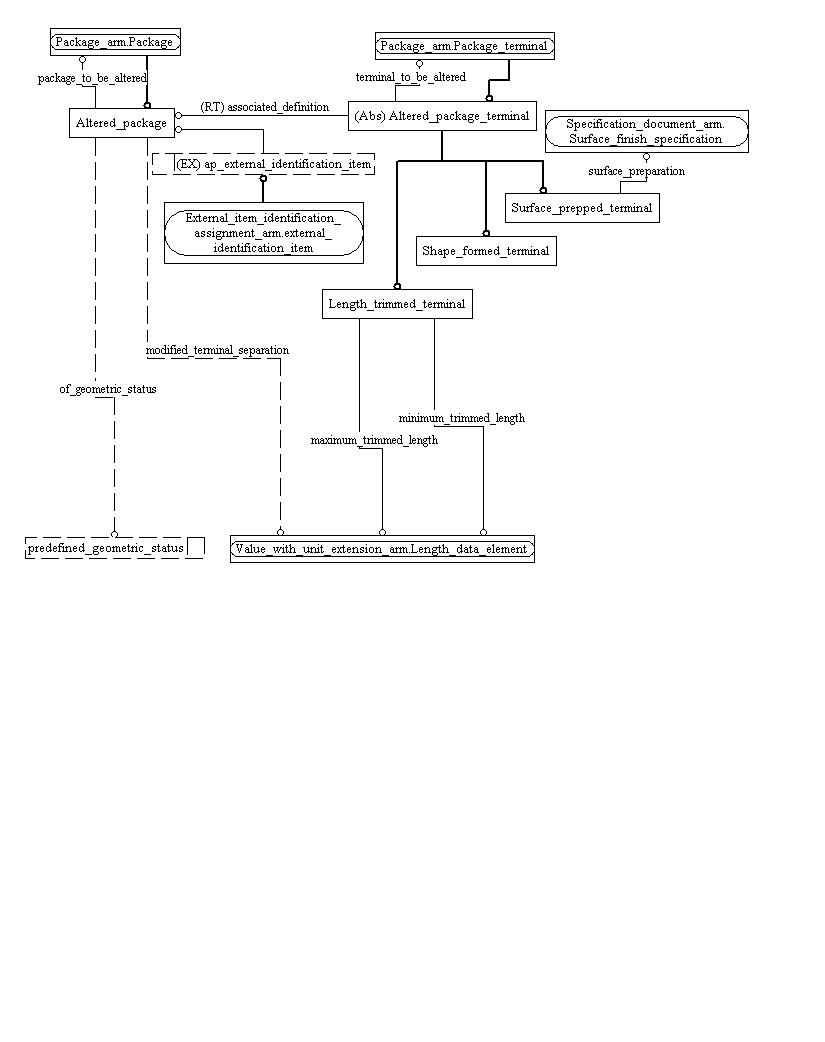 Package_arm.Package
Package_arm.Package_terminal
package_to_be_altered
terminal_to_be_altered
(RT) associated_definition
Altered_package
(Abs) Altered_package_terminal
Specification_document_arm.
Surface_finish_specification
(EX) ap_external_identification_item
surface_preparation
External_item_identification_
assignment_arm.external_
identification_item
Surface_prepped_terminal
Shape_formed_terminal
Length_trimmed_terminal
modified_terminal_separation
of_geometric_status
minimum_trimmed_length
maximum_trimmed_length
predefined_geometric_status
Value_with_unit_extension_arm.Length_data_element